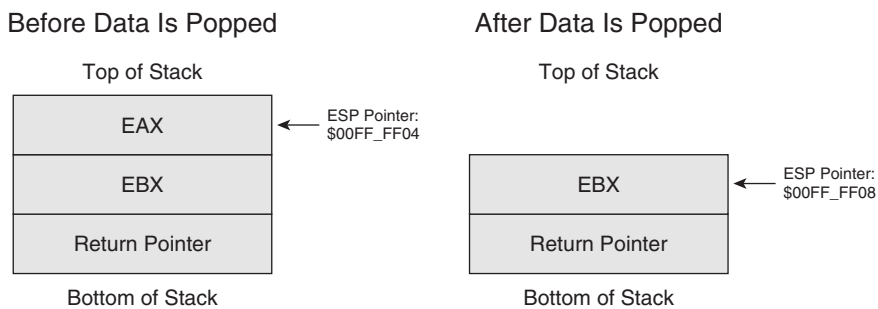 Before Data Is Popped
Top of Stack
EAX
ESP Pointer:
$00FF_FF04
EBX
Return Pointer
Bottom of Stack
After Data Is Popped
Top of Stack
EBX
ESP Pointer:
$00FF_FF08
Return Pointer
Bottom of Stack